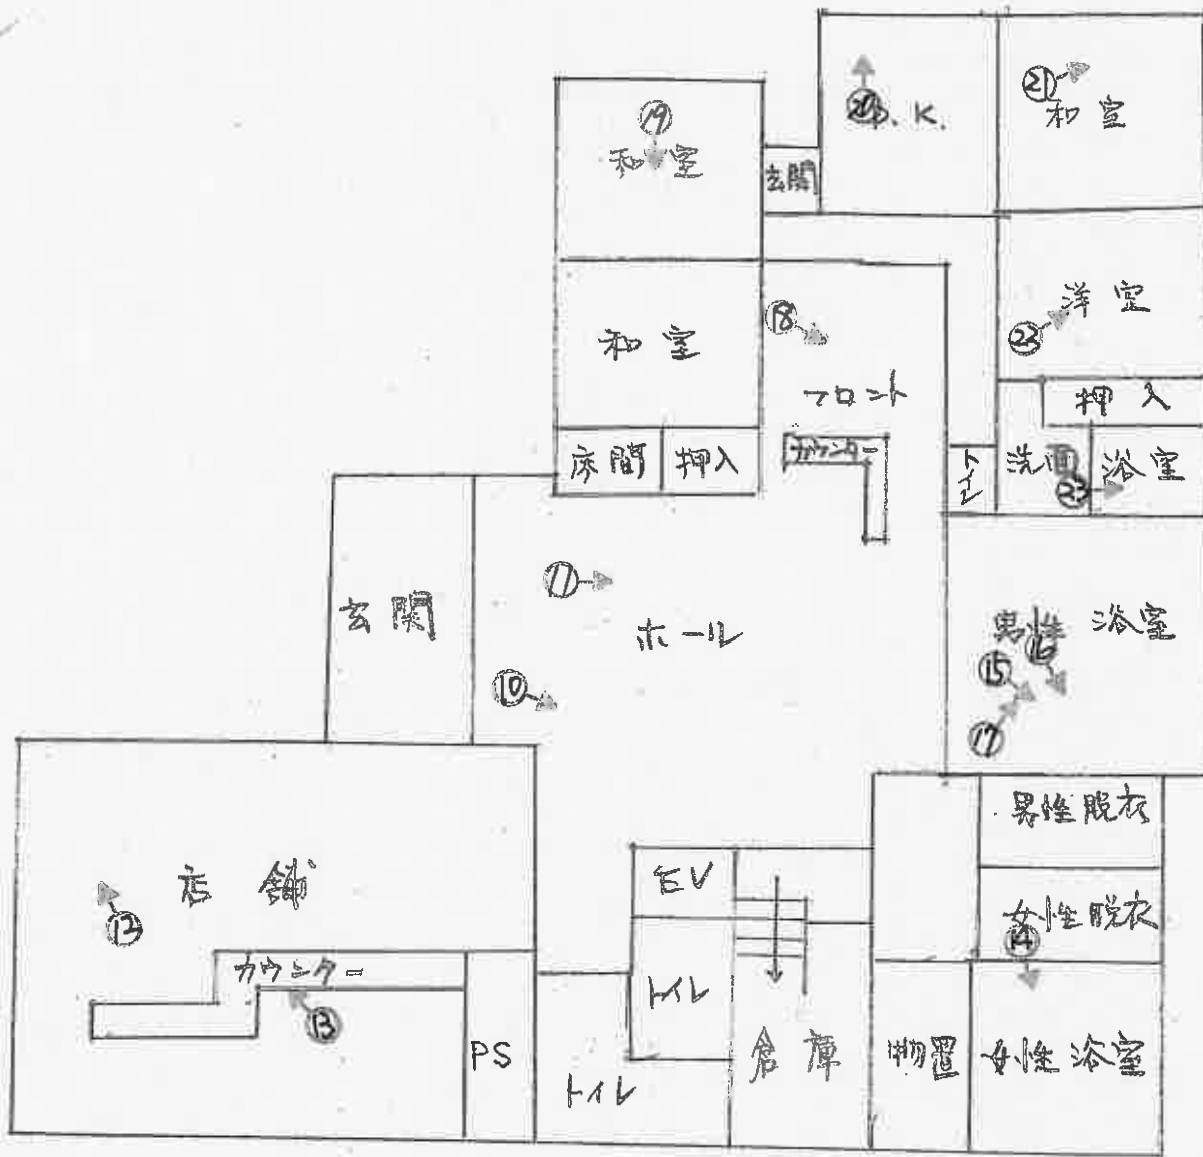 ⑳D. K.
㉑
和室
⑲
和室
玄関
洋室
㉒
⑱
和室
フロント
押入
カウンター
床間
押入
トイレ
洗面
浴室
㉓
⑪
玄関
ホール
男性
浴室
⑯
⑮
⑩
⑰
男性脱衣
店舗
EV
女性脱衣
⑫
⑭
カウンター
トイレ
⑬
PS
倉庫
物置
女性浴室
トイレ